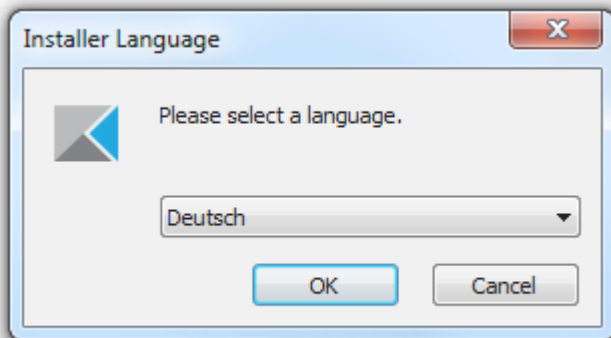 Installer Language
Please select a language.
Deutsch
OK
Cancel